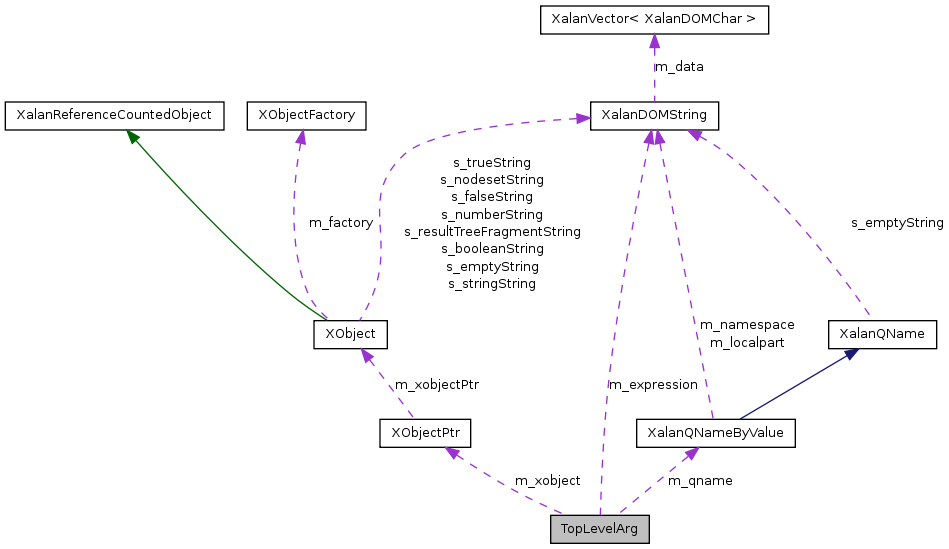 XalanVector< XalanDOMChar >
m_data
XalanReferenceCountedObject
XObjectFactory
XalanDOMString
s_trueString
s_nodesetString
s_falseString
s_numberString
s_resultTreeFragmentString
s_booleanString
s_emptyString
s_stringString
m_factory
s_emptyString
XObject
m_namespace
m_localpart
XalanQName
m_xobjectPtr
m_expression
XObjectPtr
XalanQNameByValue
m_xobject
m_qname
TopLevelArg